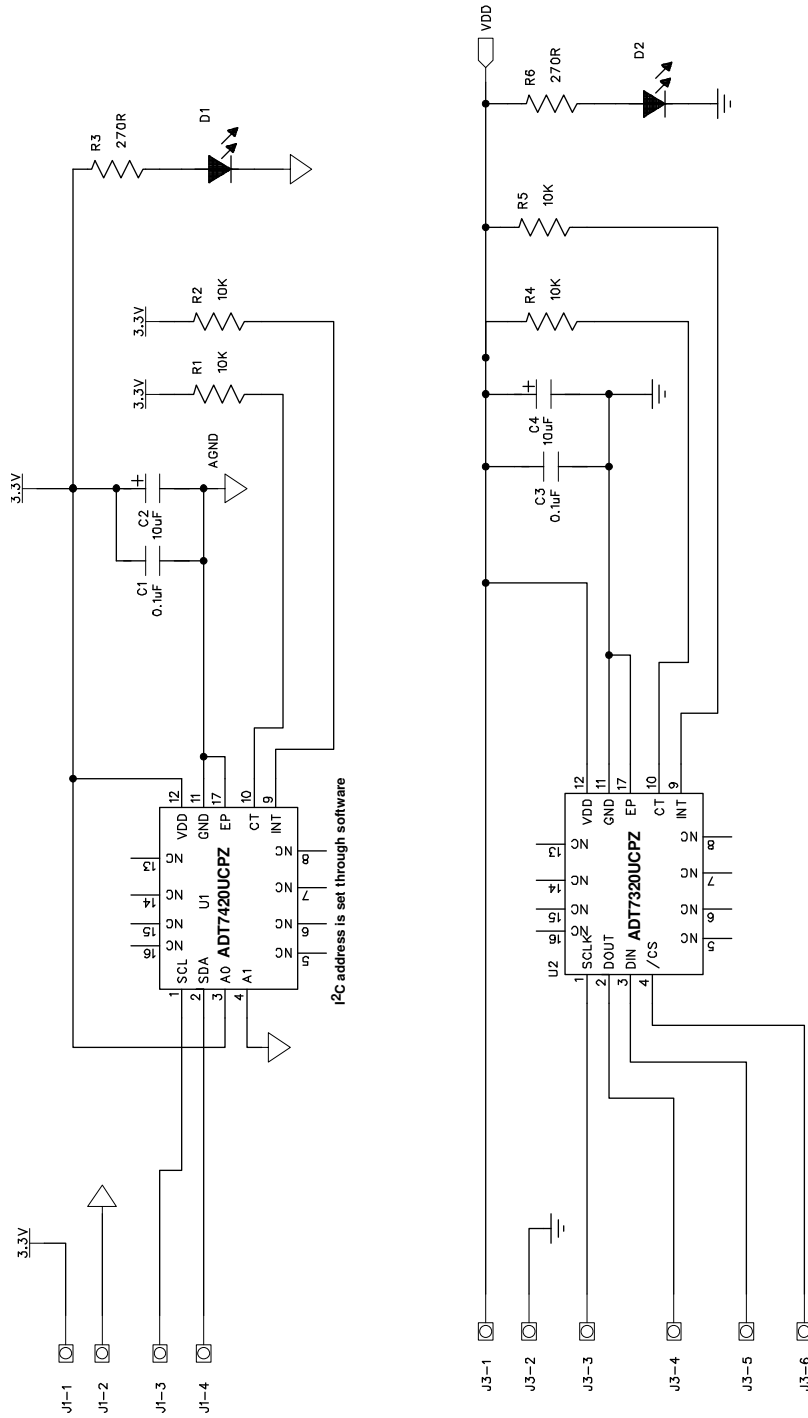 3.3V
R3
270R
D1
3.3V
R2
10K
3.3V
R1
10K
AGND
C2
10uF
C1
0.1uF
13
14
15
16
NC
NC
NC
NC
12
11
17
10
9
VDD
GND
EP
CT
INT
U1
ADT7420UCPZ
1
2
3
4
SCL
SDA
A0
A1
NC
NC
NC
NC
8
7
6
5
I²C address is set through software
3.3V
J1-1
J1-2
J1-3
J1-4
VDD
R6
270R
D2
R5
10K
R4
10K
C4
10uF
C3
0.1uF
13
14
15
16
NC
NC
NC
NC
12
11
17
10
9
VDD
GND
EP
CT
INT
U2
ADT7320UCPZ
1
2
3
4
SCLK
DOUT
DIN
/CS
NC
NC
NC
NC
8
7
6
5
J3-1
J3-2
J3-3
J3-4
J3-5
J3-6